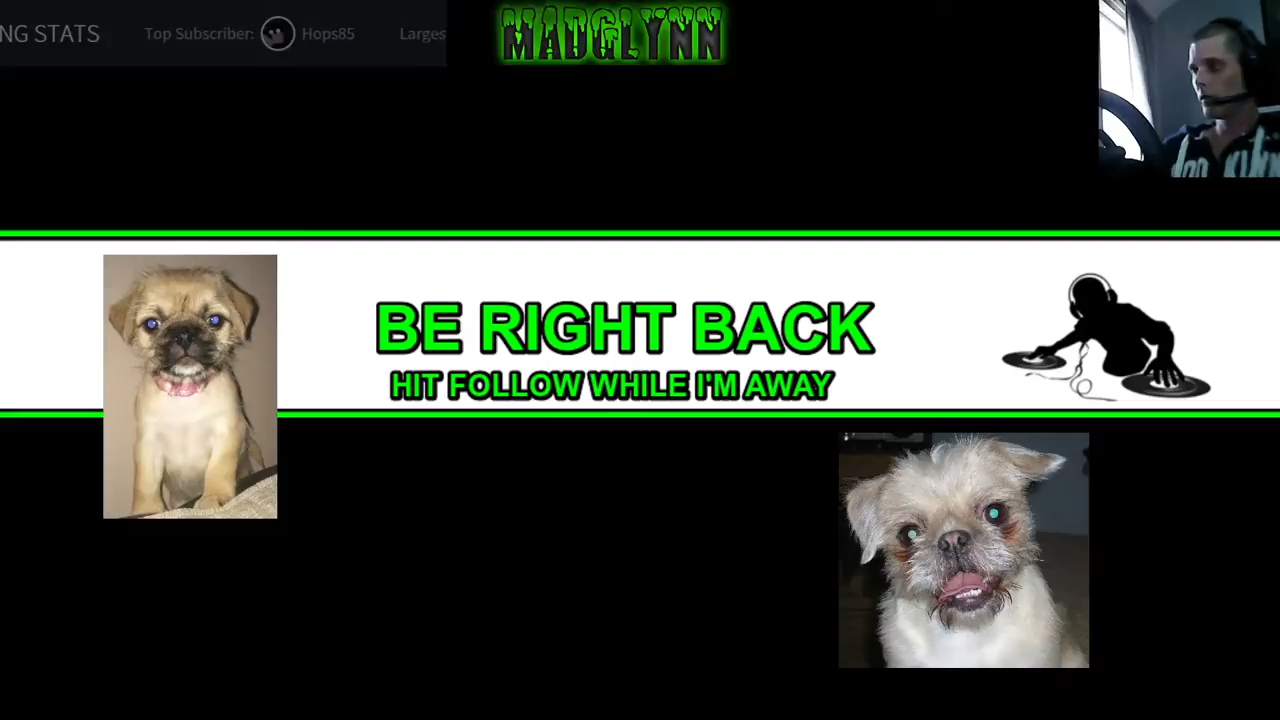 NG STATS
Top Subscriber: Hops85
Larges
MADGLYNN
BE RIGHT BACK
HIT FOLLOW WHILE I'M AWAY